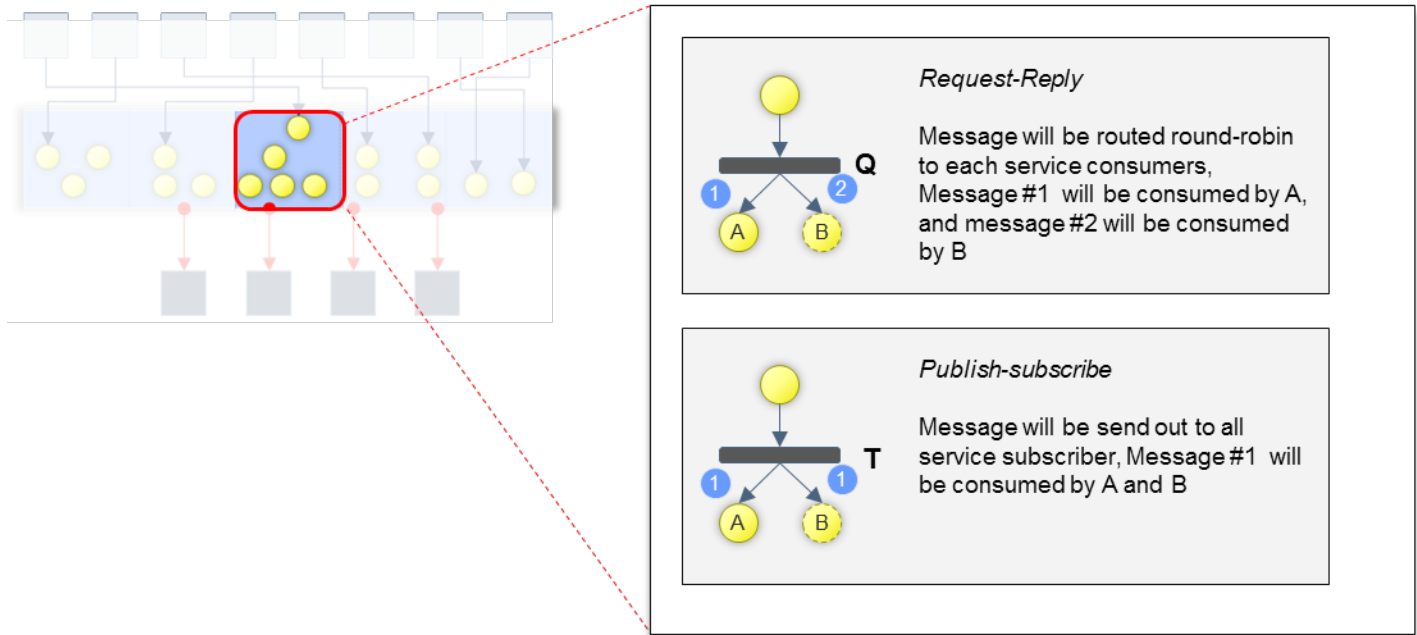 Request-Reply
Message will be routed round-robin
to each service consumers,
Message #1 will be consumed by A,
and message #2 will be consumed
by B
Q
1
2
A
B
Publish-subscribe
Message will be send out to all
service subscriber, Message #1 will
be consumed by A and B
T
1
1
A
B